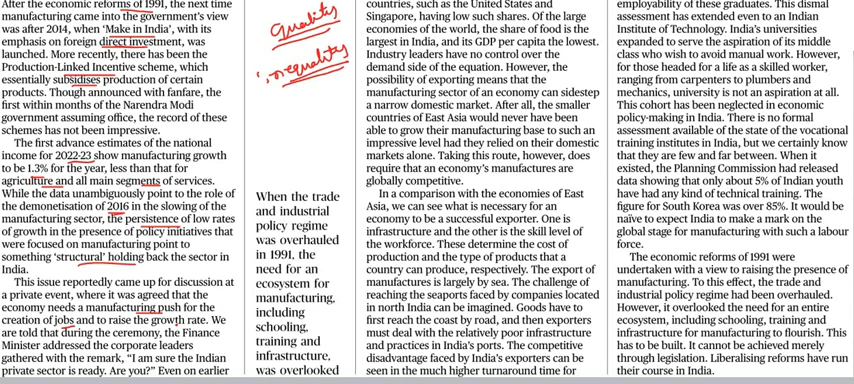 After the economic reforms of 1991, the next time
manufacturing came into the government's view
was after 2014, when 'Make in India', with its
emphasis on foreign direct investment, was
launched. More recently, there has been the
Production-Linked Incentive scheme, which
essentially subsidises production of certain
products. Though announced with fanfare, the
first within months of the Narendra Modi
government assuming office, the record of these
schemes has not been impressive.
The first advance estimates of the national
income for 2022-23 show manufacturing growth
to be 1.3% for the year, less than that for
agriculture and all main segments of services.
While the data unambiguously point to the role of
the demonetisation of 2016 in the slowing of the
manufacturing sector, the persistence of low rates
of growth in the presence of policy initiatives that
were focused on manufacturing point to
something 'structural' holding back the sector in
India.
This issue reportedly came up for discussion at
a private event, where it was agreed that the
economy needs a manufacturing push for the
creation of jobs and to raise the growth rate. We
are told that during the ceremony, the Finance
Minister addressed the corporate leaders
gathered with the remark, "I am sure the Indian
private sector is ready. Are you?" Even on earlier
quality
inequality
When the trade
and industrial
policy regime
was overhauled
in 1991, the
need for an
ecosystem for
manufacturing,
including
schooling,
training and
infrastructure,
was overlooked
countries, such as the United States and
Singapore, having low such shares. Of the large
economies of the world, the share of food is the
largest in India, and its GDP per capita the lowest.
Industry leaders have no control over the
demand side of the equation. However, the
possibility of exporting means that the
manufacturing sector of an economy can sidestep
a narrow domestic market. After all, the smaller
countries of East Asia would never have been
able to grow their manufacturing base to such an
impressive level had they relied on their domestic
markets alone. Taking this route, however, does
require that an economy's manufactures are
globally competitive.
In a comparison with the economies of East
Asia, we can see what is necessary for an
economy to be a successful exporter. One is
infrastructure and the other is the skill level of
the workforce. These determine the cost of
production and the type of products that a
country can produce, respectively. The export of
manufactures is largely by sea. The challenge of
reaching the seaports faced by companies located
in north India can be imagined. Goods have to
first reach the coast by road, and then exporters
must deal with the relatively poor infrastructure
and practices in India's ports. The competitive
disadvantage faced by India's exporters can be
seen in the much higher turnaround time for
employability of these graduates. This dismal
assessment has extended even to an Indian
Institute of Technology. India's universities
expanded to serve the aspiration of its middle
class who wish to avoid manual work. However,
for those headed for a life as a skilled worker,
ranging from carpenters to plumbers and
mechanics, university is not an aspiration at all.
This cohort has been neglected in economic
policy-making in India. There is no formal
assessment available of the state of the vocational
training institutes in India, but we certainly know
that they are few and far between. When it
existed, the Planning Commission had released
data showing that only about 5% of Indian youth
have had any kind of technical training. The
figure for South Korea was over 85%. It would be
naïve to expect India to make a mark on the
global stage for manufacturing with such a labour
force.
The economic reforms of 1991 were
undertaken with a view to raising the presence of
manufacturing. To this effect, the trade and
industrial policy regime had been overhauled.
However, it overlooked the need for an entire
ecosystem, including schooling, training and
infrastructure for manufacturing to flourish. This
has to be built. It cannot be achieved merely
through legislation. Liberalising reforms have run
their course in India.